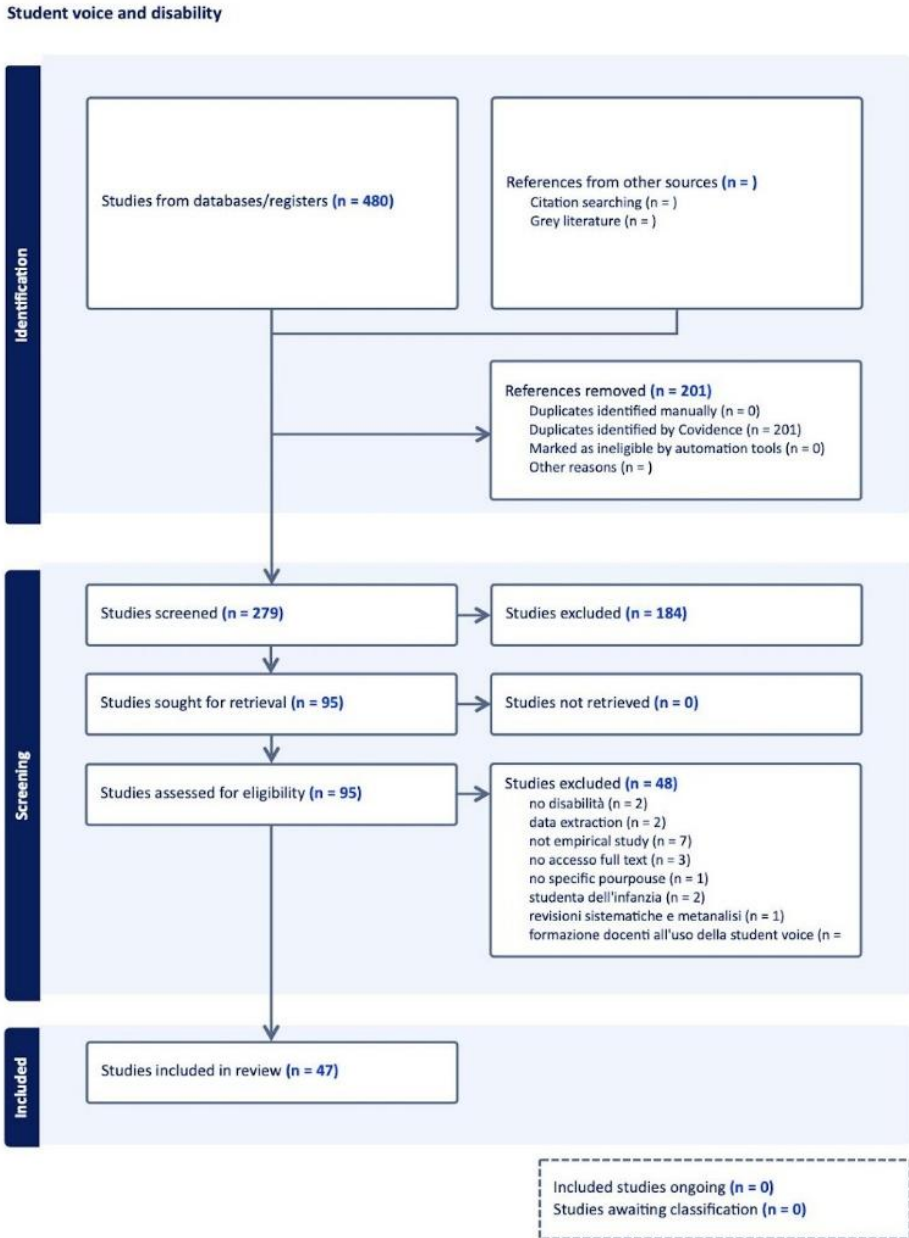 Student voice and disability
Identification
Studies from databases/registers (n = 480)
References from other sources (n = )
Citation searching (n = )
Grey literature (n = )
References removed (n = 201)
Duplicates identified manually (n = 0)
Duplicates identified by Covidence (n = 201)
Marked as ineligible by automation tools (n = 0)
Other reasons (n = )
Screening
Studies screened (n = 279)
Studies excluded (n = 184)
Studies sought for retrieval (n = 95)
Studies not retrieved (n = 0)
Studies assessed for eligibility (n = 95)
Studies excluded (n = 48)
no disabilità (n = 2)
data extraction (n = 2)
not empirical study (n = 7)
no accesso full text (n = 3)
no specific pourpouse (n = 1)
studentə dell'infanzia (n = 2)
revisioni sistematiche e metanalisi (n = 1)
formazione docenti all'uso della student voice (n =
Included
Studies included in review (n = 47)
Included studies ongoing (n = 0)
Studies awaiting classification (n = 0)